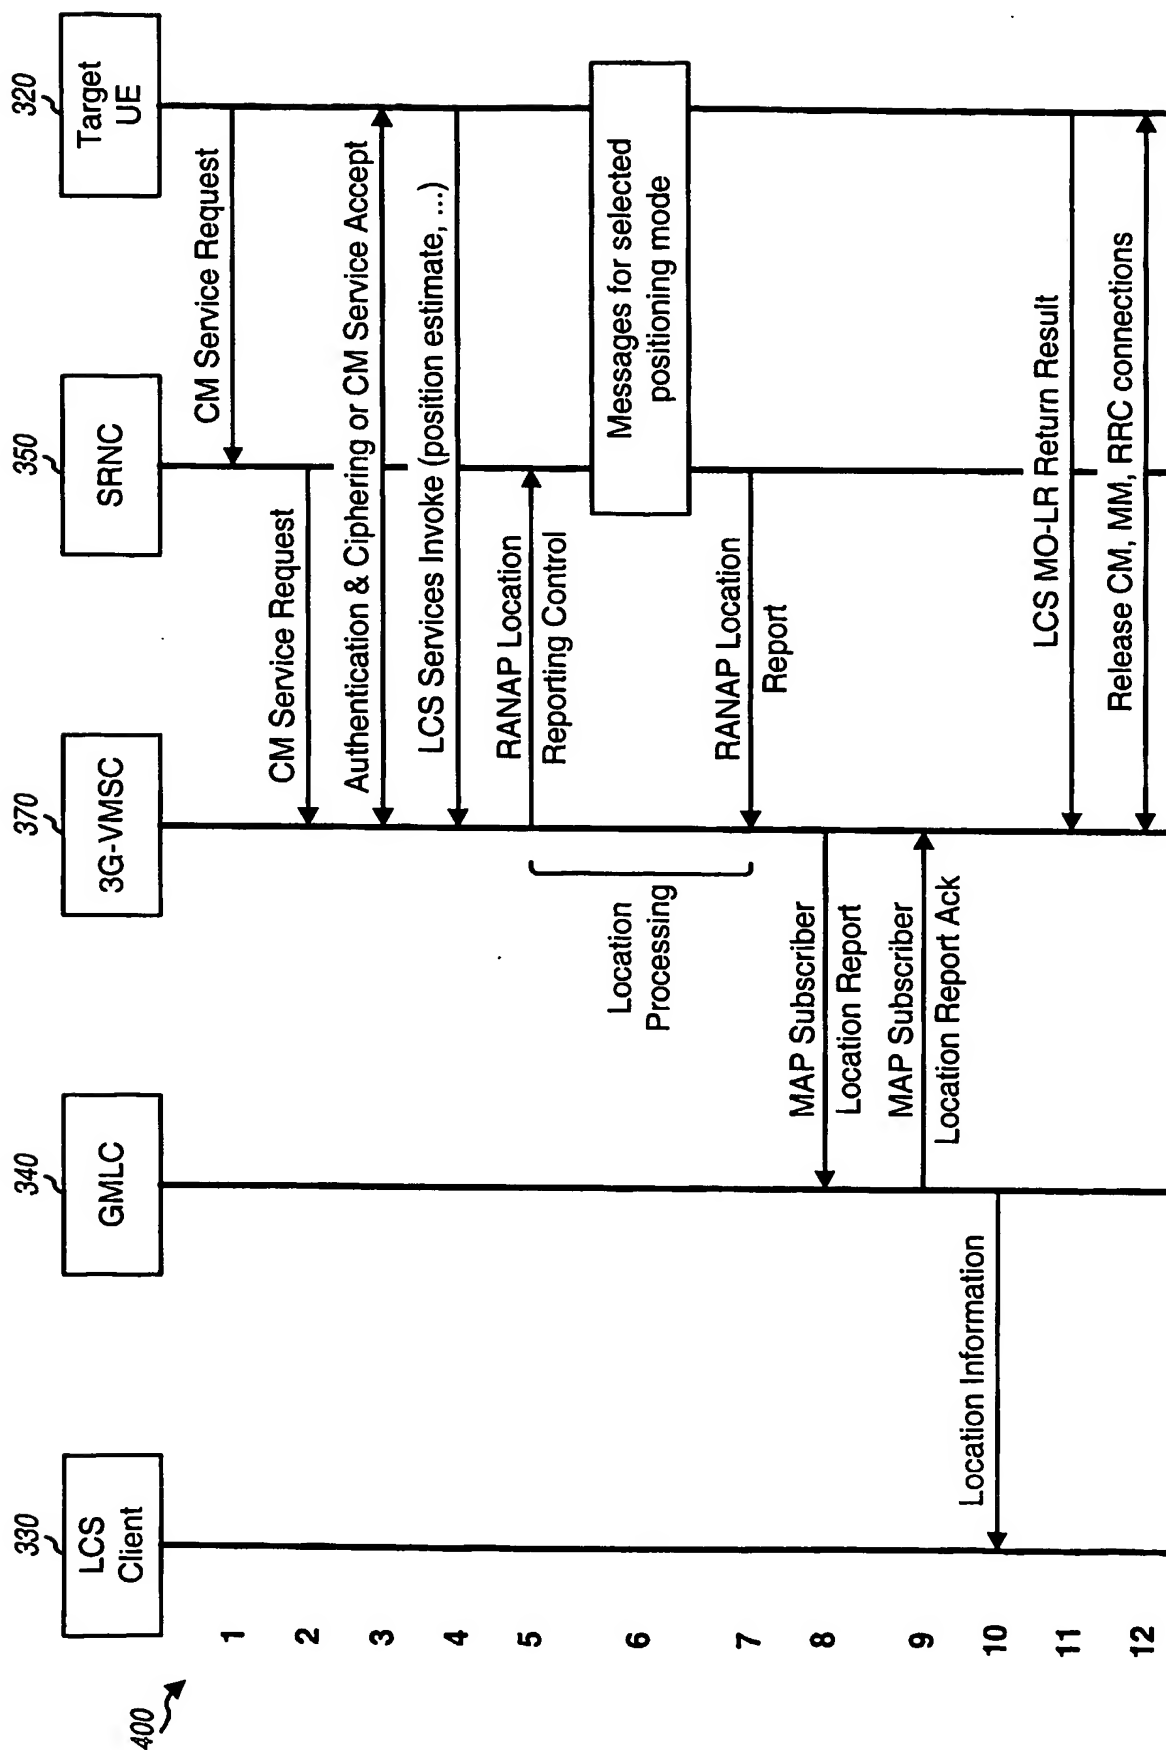 400
330
LCS
Client
340
GMLC
370
3G-VMSC
350
SRNC
320
Target
UE
1
CM Service Request
2
CM Service Request
3
Authentication & Ciphering or CM Service Accept
4
LCS Services Invoke (position estimate, ...)
5
RANAP Location
Reporting Control
6
Location
Processing
Messages for selected
positioning mode
7
RANAP Location
Report
8
MAP Subscriber
Location Report
9
MAP Subscriber
Location Report Ack
10
Location Information
11
LCS MO-LR Return Result
12
Release CM, MM, RRC connections